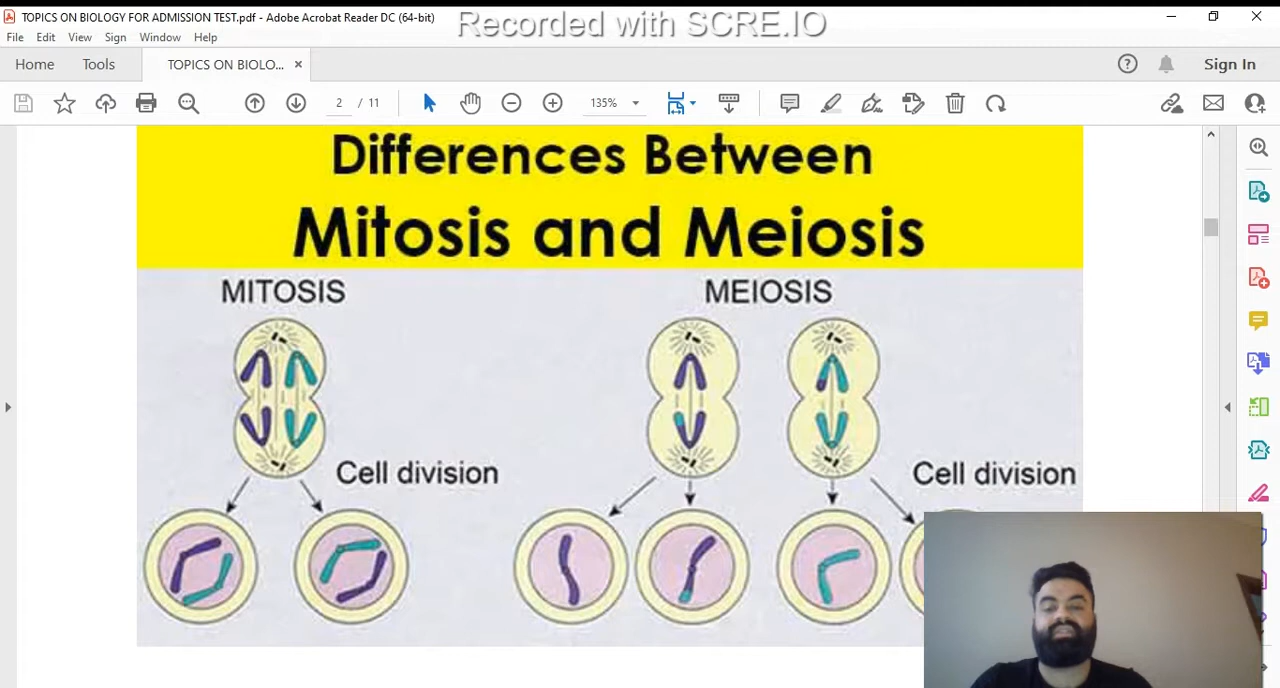 TOPICS ON BIOLOGY FOR ADMISSION TEST.pdf - Adobe Acrobat Reader DC (64-bit)
Recorded with SCRE.IO
File Edit View Sign Window Help
Home Tools TOPICS ON BIOLO... × Sign In
2 / 11 135%
Differences Between
Mitosis and Meiosis
MITOSIS MEIOSIS
Cell division Cell division